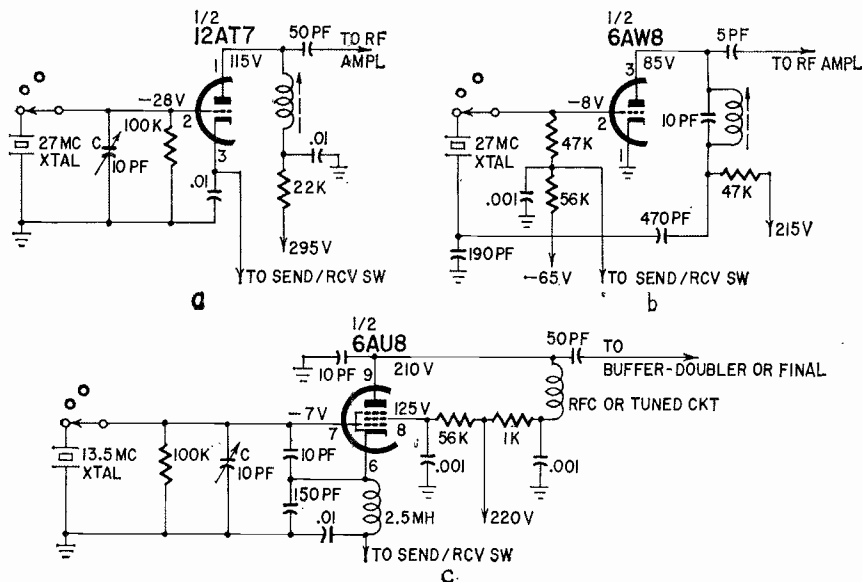 1/2
12AT7
50PF
TO RF
AMPL
1
115V
-28V
2
100K
3
27MC
XTAL
C
10PF
.01
.01
22K
295V
TO SEND/RCV SW
a
1/2
6AW8
5PF
TO RF AMPL
3
85V
-8V
2
10PF
27MC
XTAL
47K
1
.001
56K
47K
470PF
190PF
-65V
215V
TO SEND/RCV SW
b
1/2
6AU8
50PF
TO
BUFFER-DOUBLER OR FINAL
10PF
9
210V
RFC OR TUNED CKT
-7V
7
125V
8
56K
1K
13.5MC
XTAL
100K
C
10PF
10PF
6
.001
.001
150PF
2.5MH
.01
220V
TO SEND/RCV SW
c